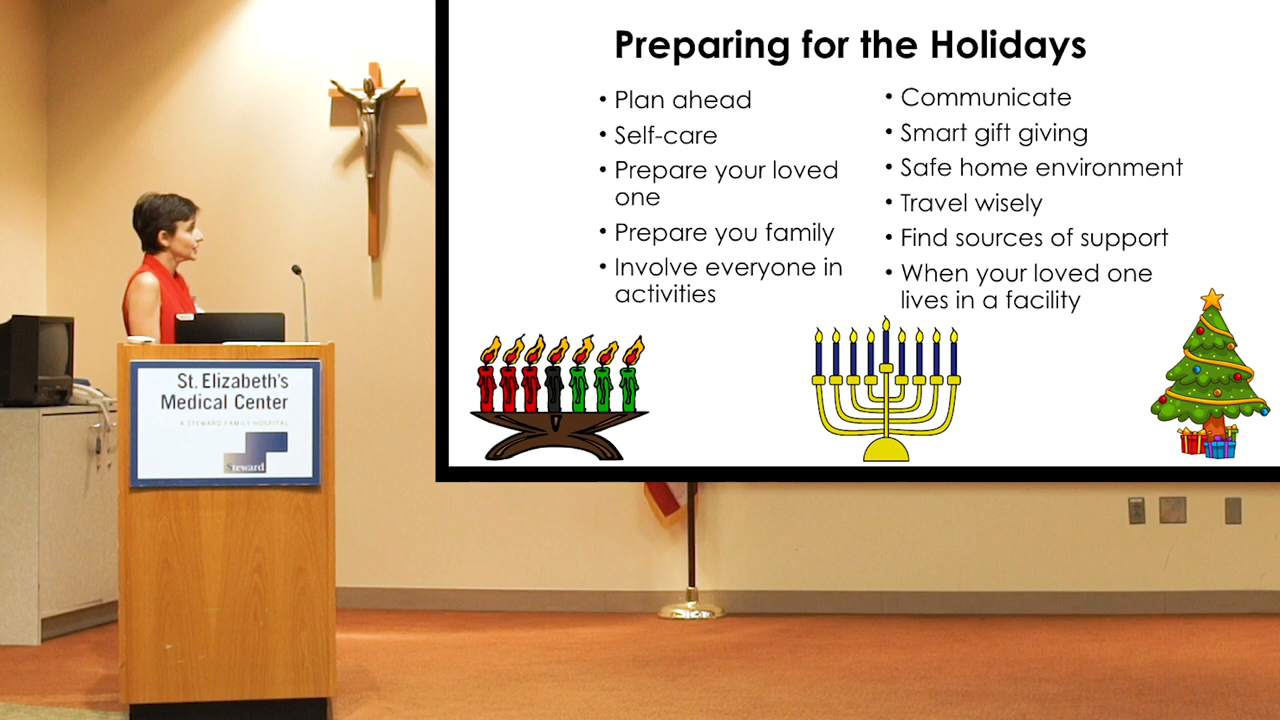 Preparing for the Holidays
• Plan ahead
• Self-care
• Prepare your loved
one
• Prepare you family
• Involve everyone in
activities
• Communicate
• Smart gift giving
• Safe home environment
• Travel wisely
• Find sources of support
• When your loved one
lives in a facility
St. Elizabeth's
Medical Center
A STEWARD FAMILY HOSPITAL
Steward